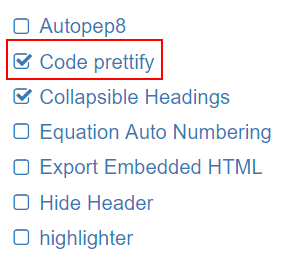 Autopep8
Code prettify
Collapsible Headings
Equation Auto Numbering
Export Embedded HTML
Hide Header
highlighter